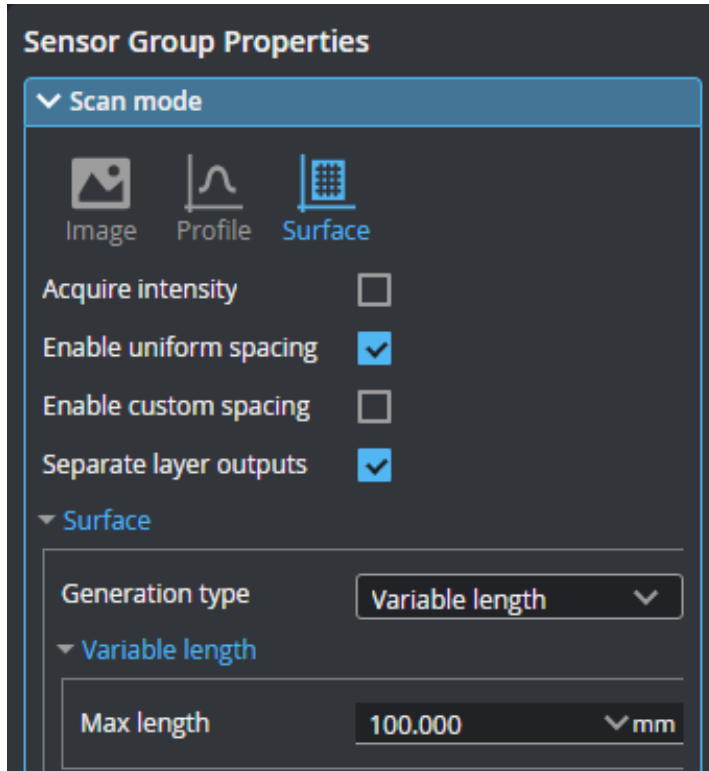 Sensor Group Properties
Scan mode
Image Profile Surface
Acquire intensity
Enable uniform spacing
Enable custom spacing
Separate layer outputs
Surface
Generation type Variable length
Variable length
Max length 100.000 mm